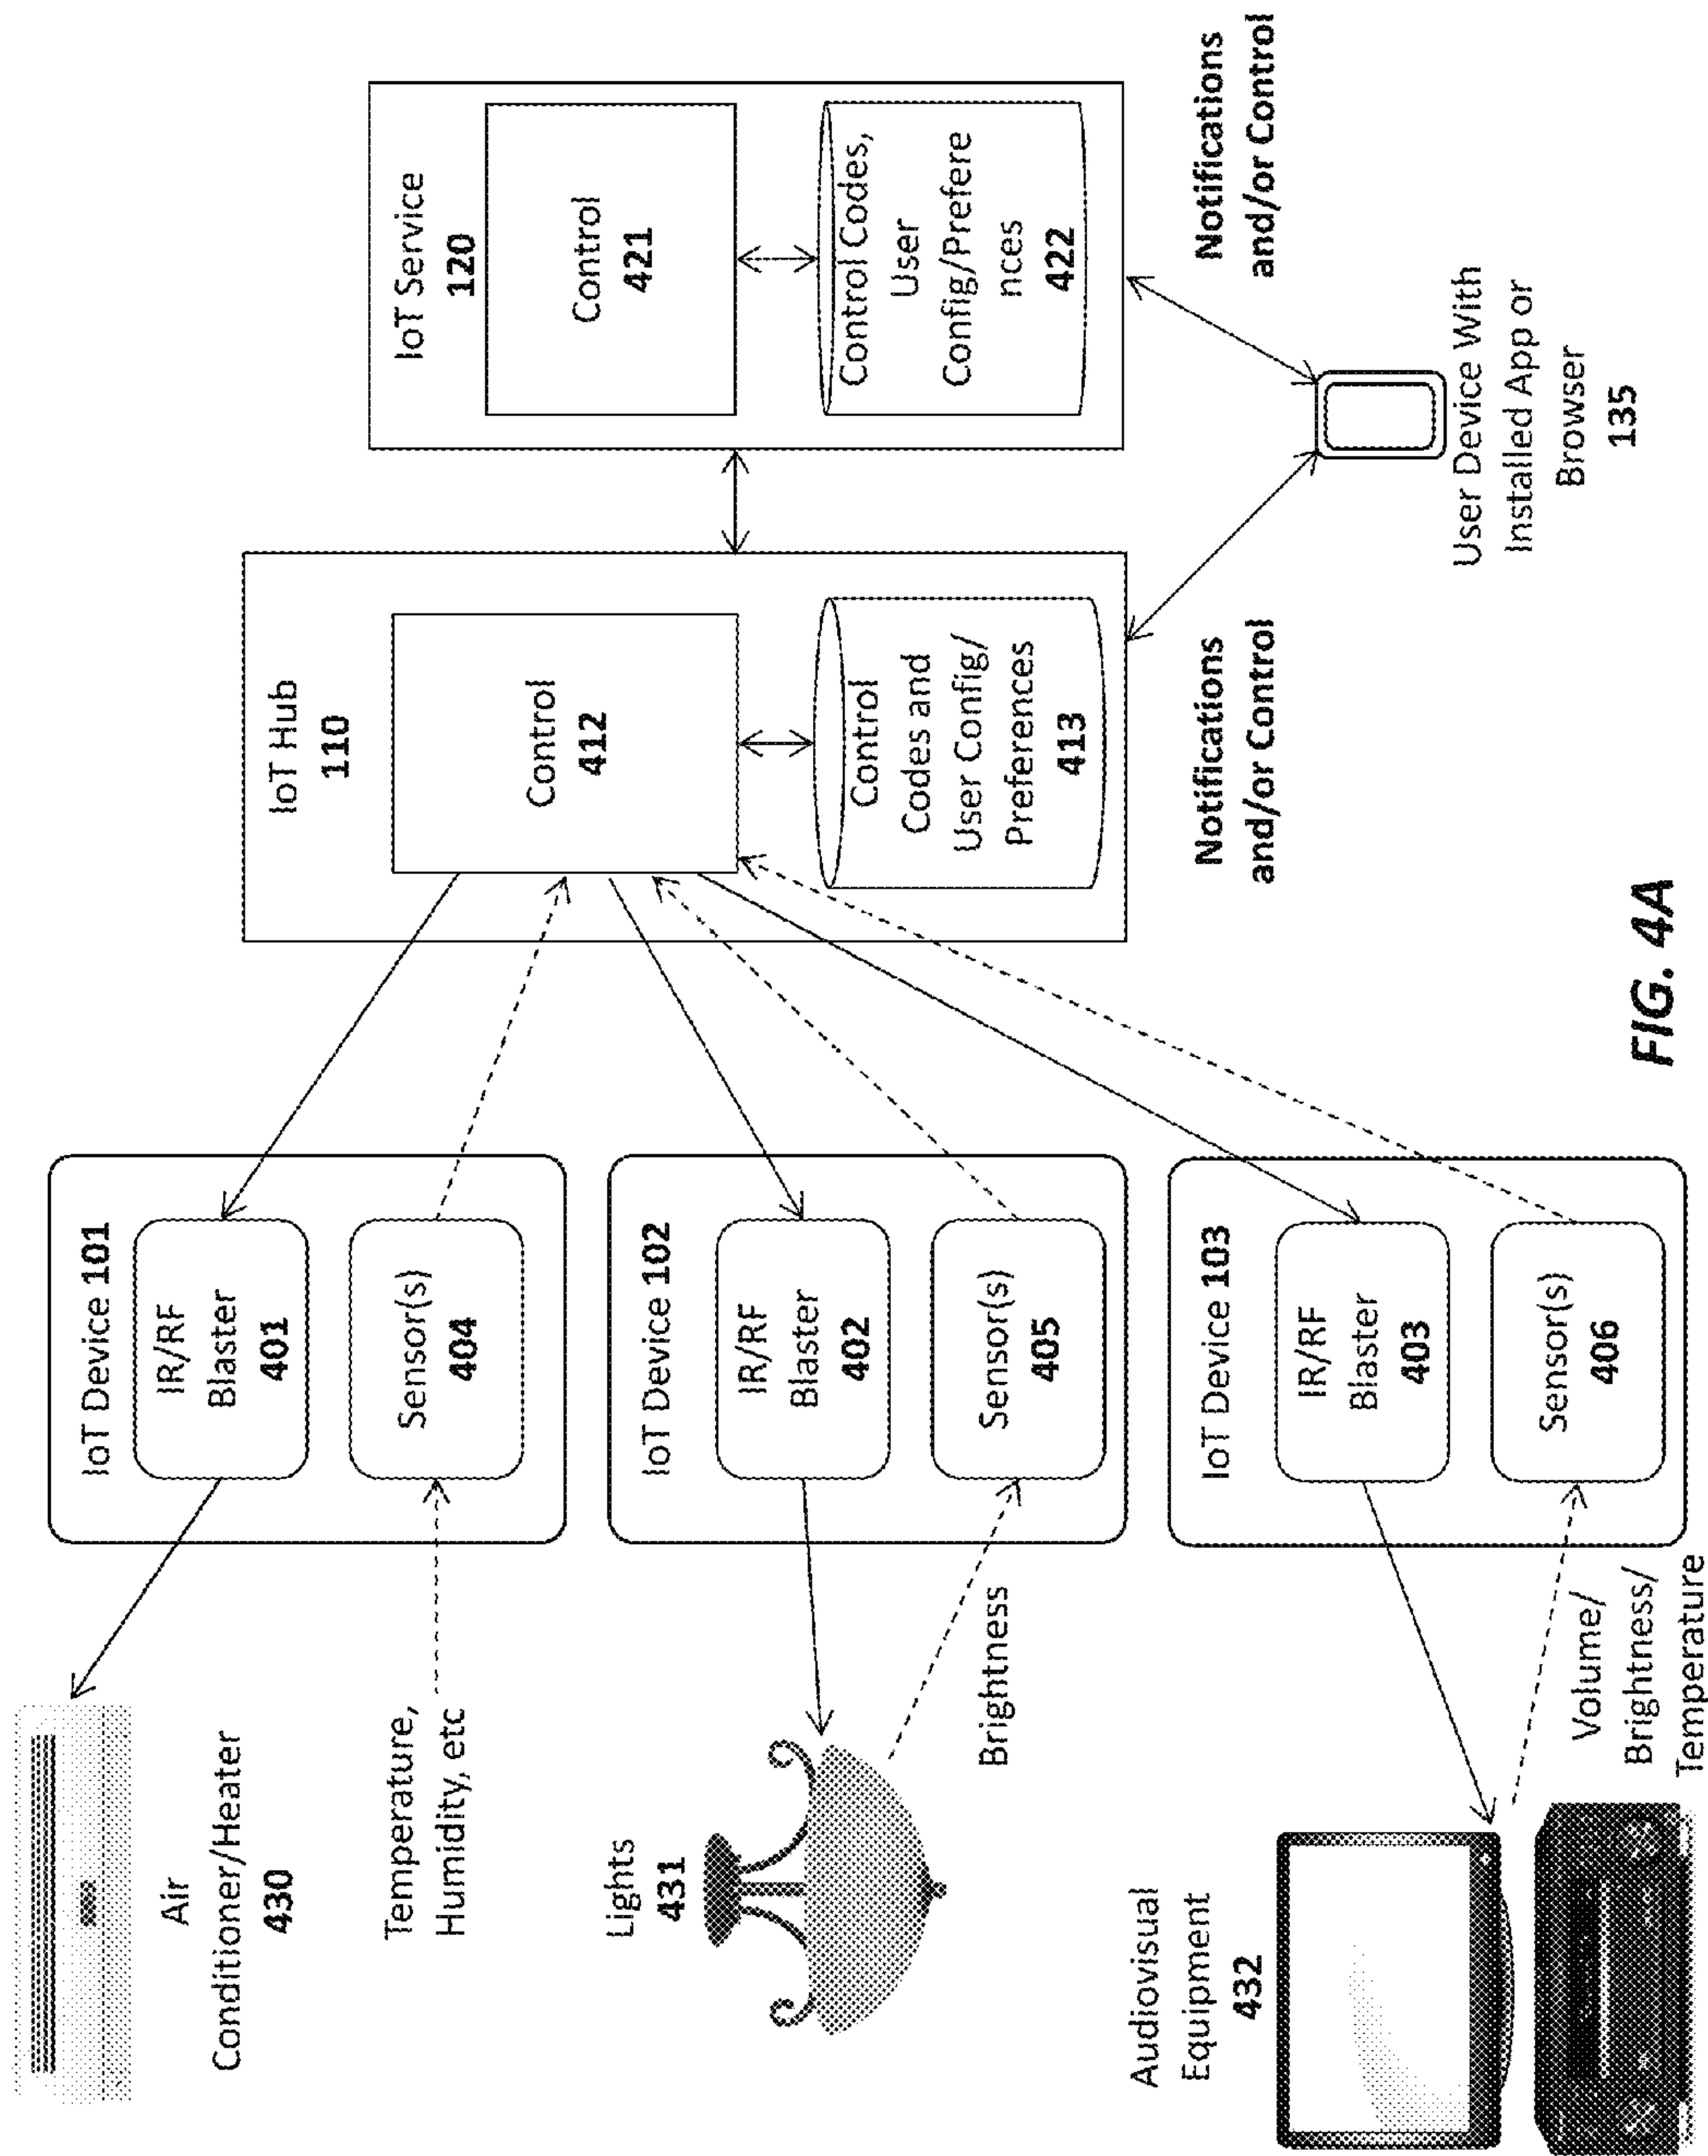 Air
Conditioner/Heater
430
Temperature,
Humidity, etc
Lights
431
Brightness
Audiovisual
Equipment
432
Volume/
Brightness/
Temperature
IoT Device 101
IR/RF
Blaster
401
Sensor(s)
404
IoT Device 102
IR/RF
Blaster
402
Sensor(s)
405
IoT Device 103
IR/RF
Blaster
403
Sensor(s)
406
IoT Hub
110
Control
412
Control
Codes and
User Config/
Preferences
413
Notifications
and/or Control
IoT Service
120
Control
421
Control Codes,
User
Config/Prefere
nces
422
Notifications
and/or Control
User Device With
Installed App or
Browser
135
FIG. 4A